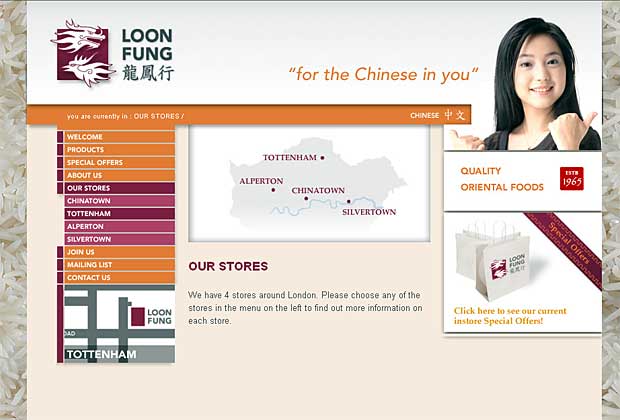 LOON
FUNG
龍鳳行
“for the Chinese in you”
you are currently in : OUR STORES /
CHINESE 中文
WELCOME
PRODUCTS
SPECIAL OFFERS
ABOUT US
OUR STORES
CHINATOWN
TOTTENHAM
ALPERTON
SILVERTOWN
JOIN US
MAILING LIST
CONTACT US
LOON
FUNG
OAD
TOTTENHAM
TOTTENHAM
ALPERTON
CHINATOWN
SILVERTOWN
OUR STORES
We have 4 stores around London. Please choose any of the
stores in the menu on the left to find out more information on
each store.
QUALITY
ORIENTAL FOODS
ESTB
1965
Special Offers
LOON
FUNG
龍鳳行
Click here to see our current
instore Special Offers!